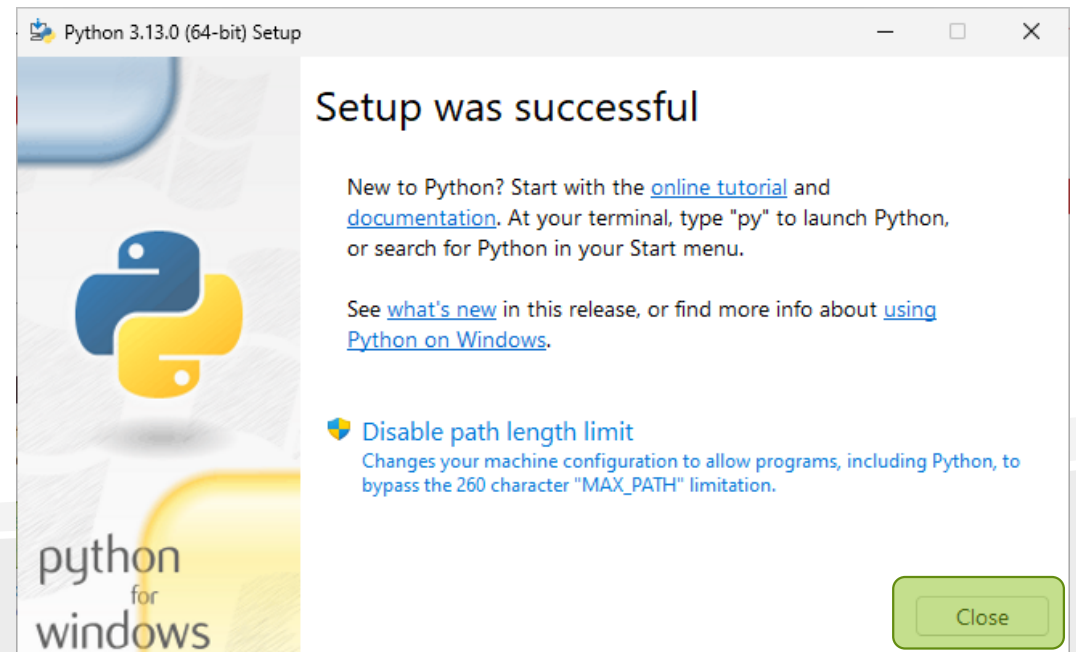 Python 3.13.0 (64-bit) Setup
Setup was successful
New to Python? Start with the online tutorial and
documentation. At your terminal, type "py" to launch Python,
or search for Python in your Start menu.
See what's new in this release, or find more info about using
Python on Windows.
Disable path length limit
Changes your machine configuration to allow programs, including Python, to
bypass the 260 character "MAX_PATH" limitation.
python
for
windows
Close